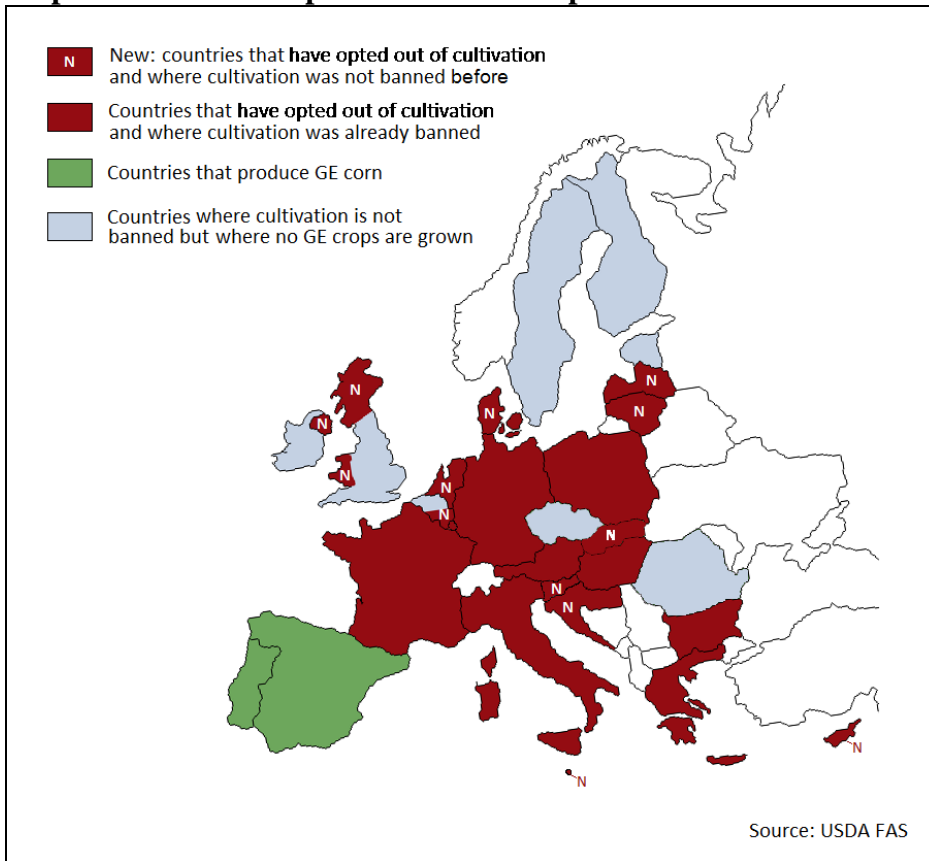 N
New: countries that have opted out of cultivation
and where cultivation was not banned before
Countries that have opted out of cultivation
and where cultivation was already banned
Countries that produce GE corn
Countries where cultivation is not
banned but where no GE crops are grown
N
N
N
N
N
N
N
N
N
N
N
N
N
N
Source: USDA FAS